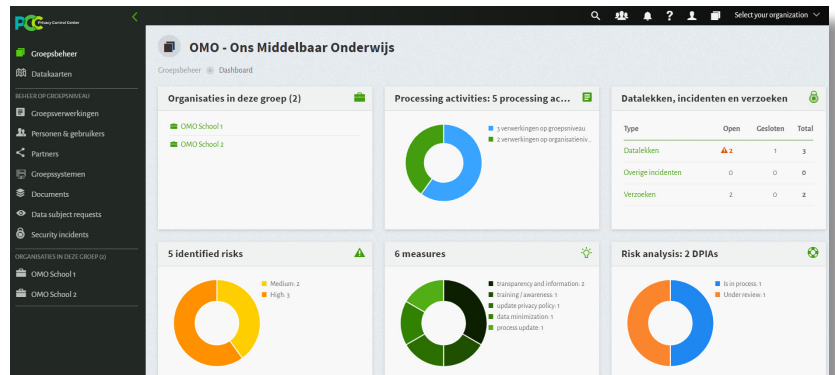 PCC Privacy Control Center
Select your organization
Groepsbeheer
Datakaarten
BEHEER OP GROEPSNIVEAU
Groepsverwerkingen
Personen & gebruikers
Partners
Groepssystemen
Documents
Data subject requests
Security incidents
ORGANISATIES IN DEZE GROEP (2)
OMO School 1
OMO School 2
OMO - Ons Middelbaar Onderwijs
Groepsbeheer Dashboard
Organisaties in deze groep (2)
OMO School 1
OMO School 2
Processing activities: 5 processing ac...
3 verwerkingen op groepsniveau
2 verwerkingen op organisatieniv...
Datalekken, incidenten en verzoeken
Type Open Gesloten Total
Datalekken 2 1 3
Overige incidenten 0 0 0
Verzoeken 2 0 2
5 identified risks
Medium: 2
High: 3
6 measures
transparency and information: 2
training / awareness: 1
update privacy policy: 1
data minimization: 1
process update: 1
Risk analysis: 2 DPIAs
Is in process: 1
Under review: 1